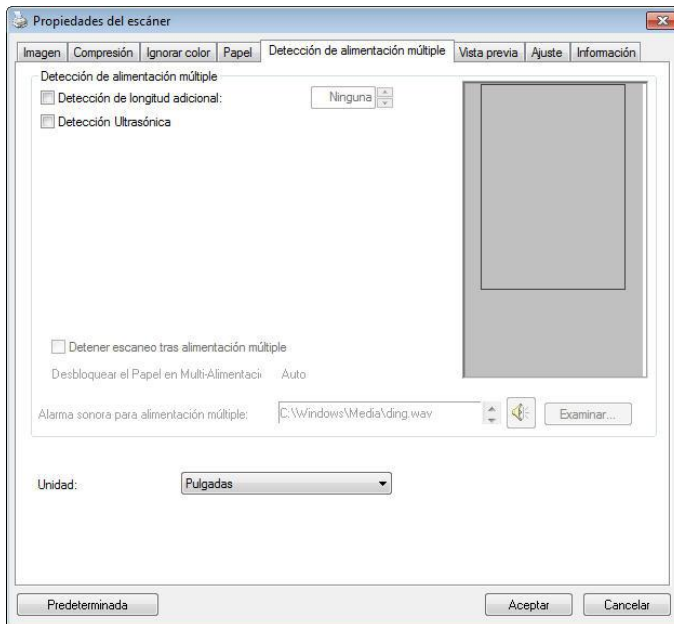 Propiedades del escáner
Imagen Compresión Ignorar color Papel Detección de alimentación múltiple Vista previa Ajuste Información
Detección de alimentación múltiple
Detección de longitud adicional: Ninguna
Detección Ultrasónica
Detener escaneo tras alimentación múltiple
Desbloquear el Papel en Multi-Alimentaci Auto
Alarma sonora para alimentación múltiple: C:\Windows\Media\ding.wav Examinar...
Unidad: Pulgadas
Predeterminada Aceptar Cancelar